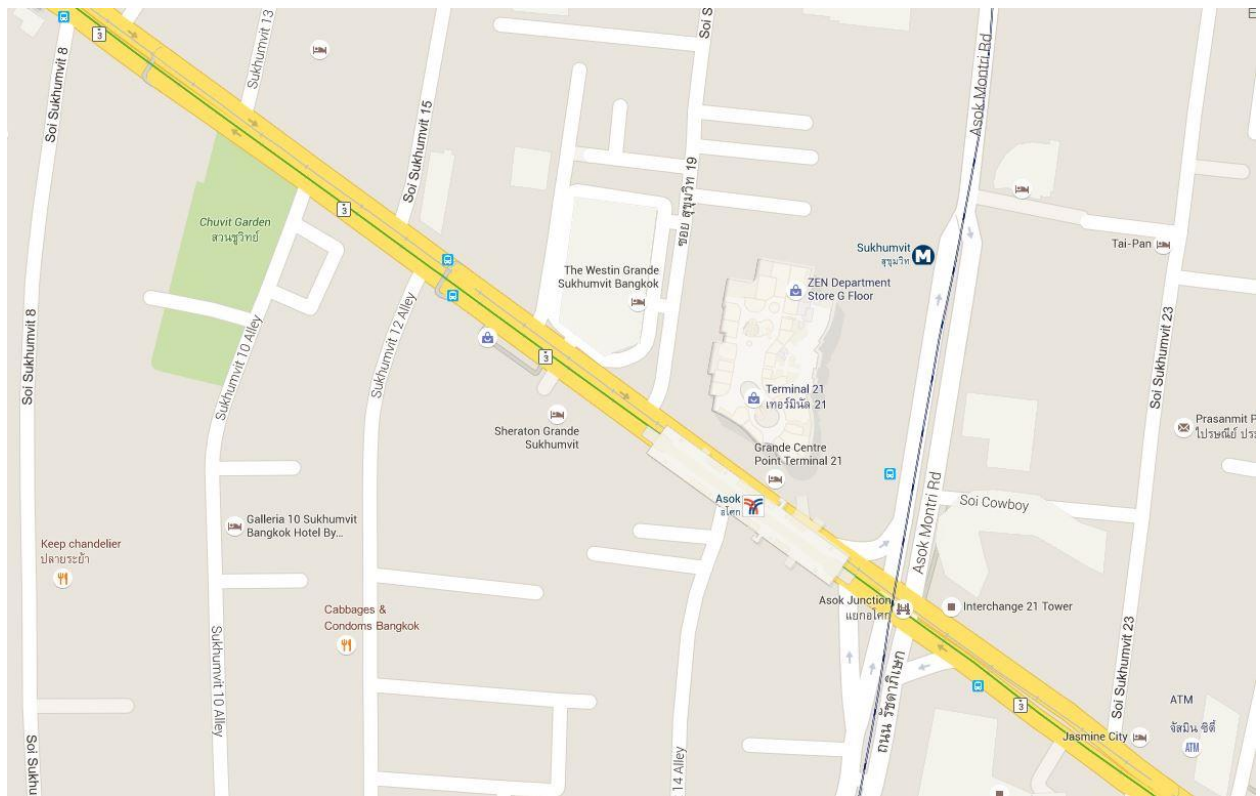 3
Soi Sukhumvit 8
Sukhumvit 13
Soi Sukhumvit 15
Soi S
Asok Montri Rd
E
Chuvit Garden
สวนชูวิทย์
3
ซอย สุขุมวิท 19
Sukhumvit
สุขุมวิท
Tai-Pan
The Westin Grande
Sukhumvit Bangkok
ZEN Department
Store G Floor
Soi Sukhumvit 8
Sukhumvit 10 Alley
Sukhumvit 12 Alley
3
Soi Sukhumvit 23
Terminal 21
เทอร์มินัล 21
Sheraton Grande
Sukhumvit
Prasanmit P
ไปรษณีย์ ประ
Grande Centre
Point Terminal 21
Asok
อโศก
Soi Cowboy
Asok Montri Rd
Galleria 10 Sukhumvit
Bangkok Hotel By...
Keep chandelier
ปลายระย้า
Cabbages &
Condoms Bangkok
Asok Junction
แยกอโศก
Interchange 21 Tower
Sukhumvit 10 Alley
ถนน รัชดาภิเษก
Soi Sukhumvit 23
3
ATM
จัสมิน ซิตี้
ATM
Jasmine City
Soi Sukhu
14 Alley